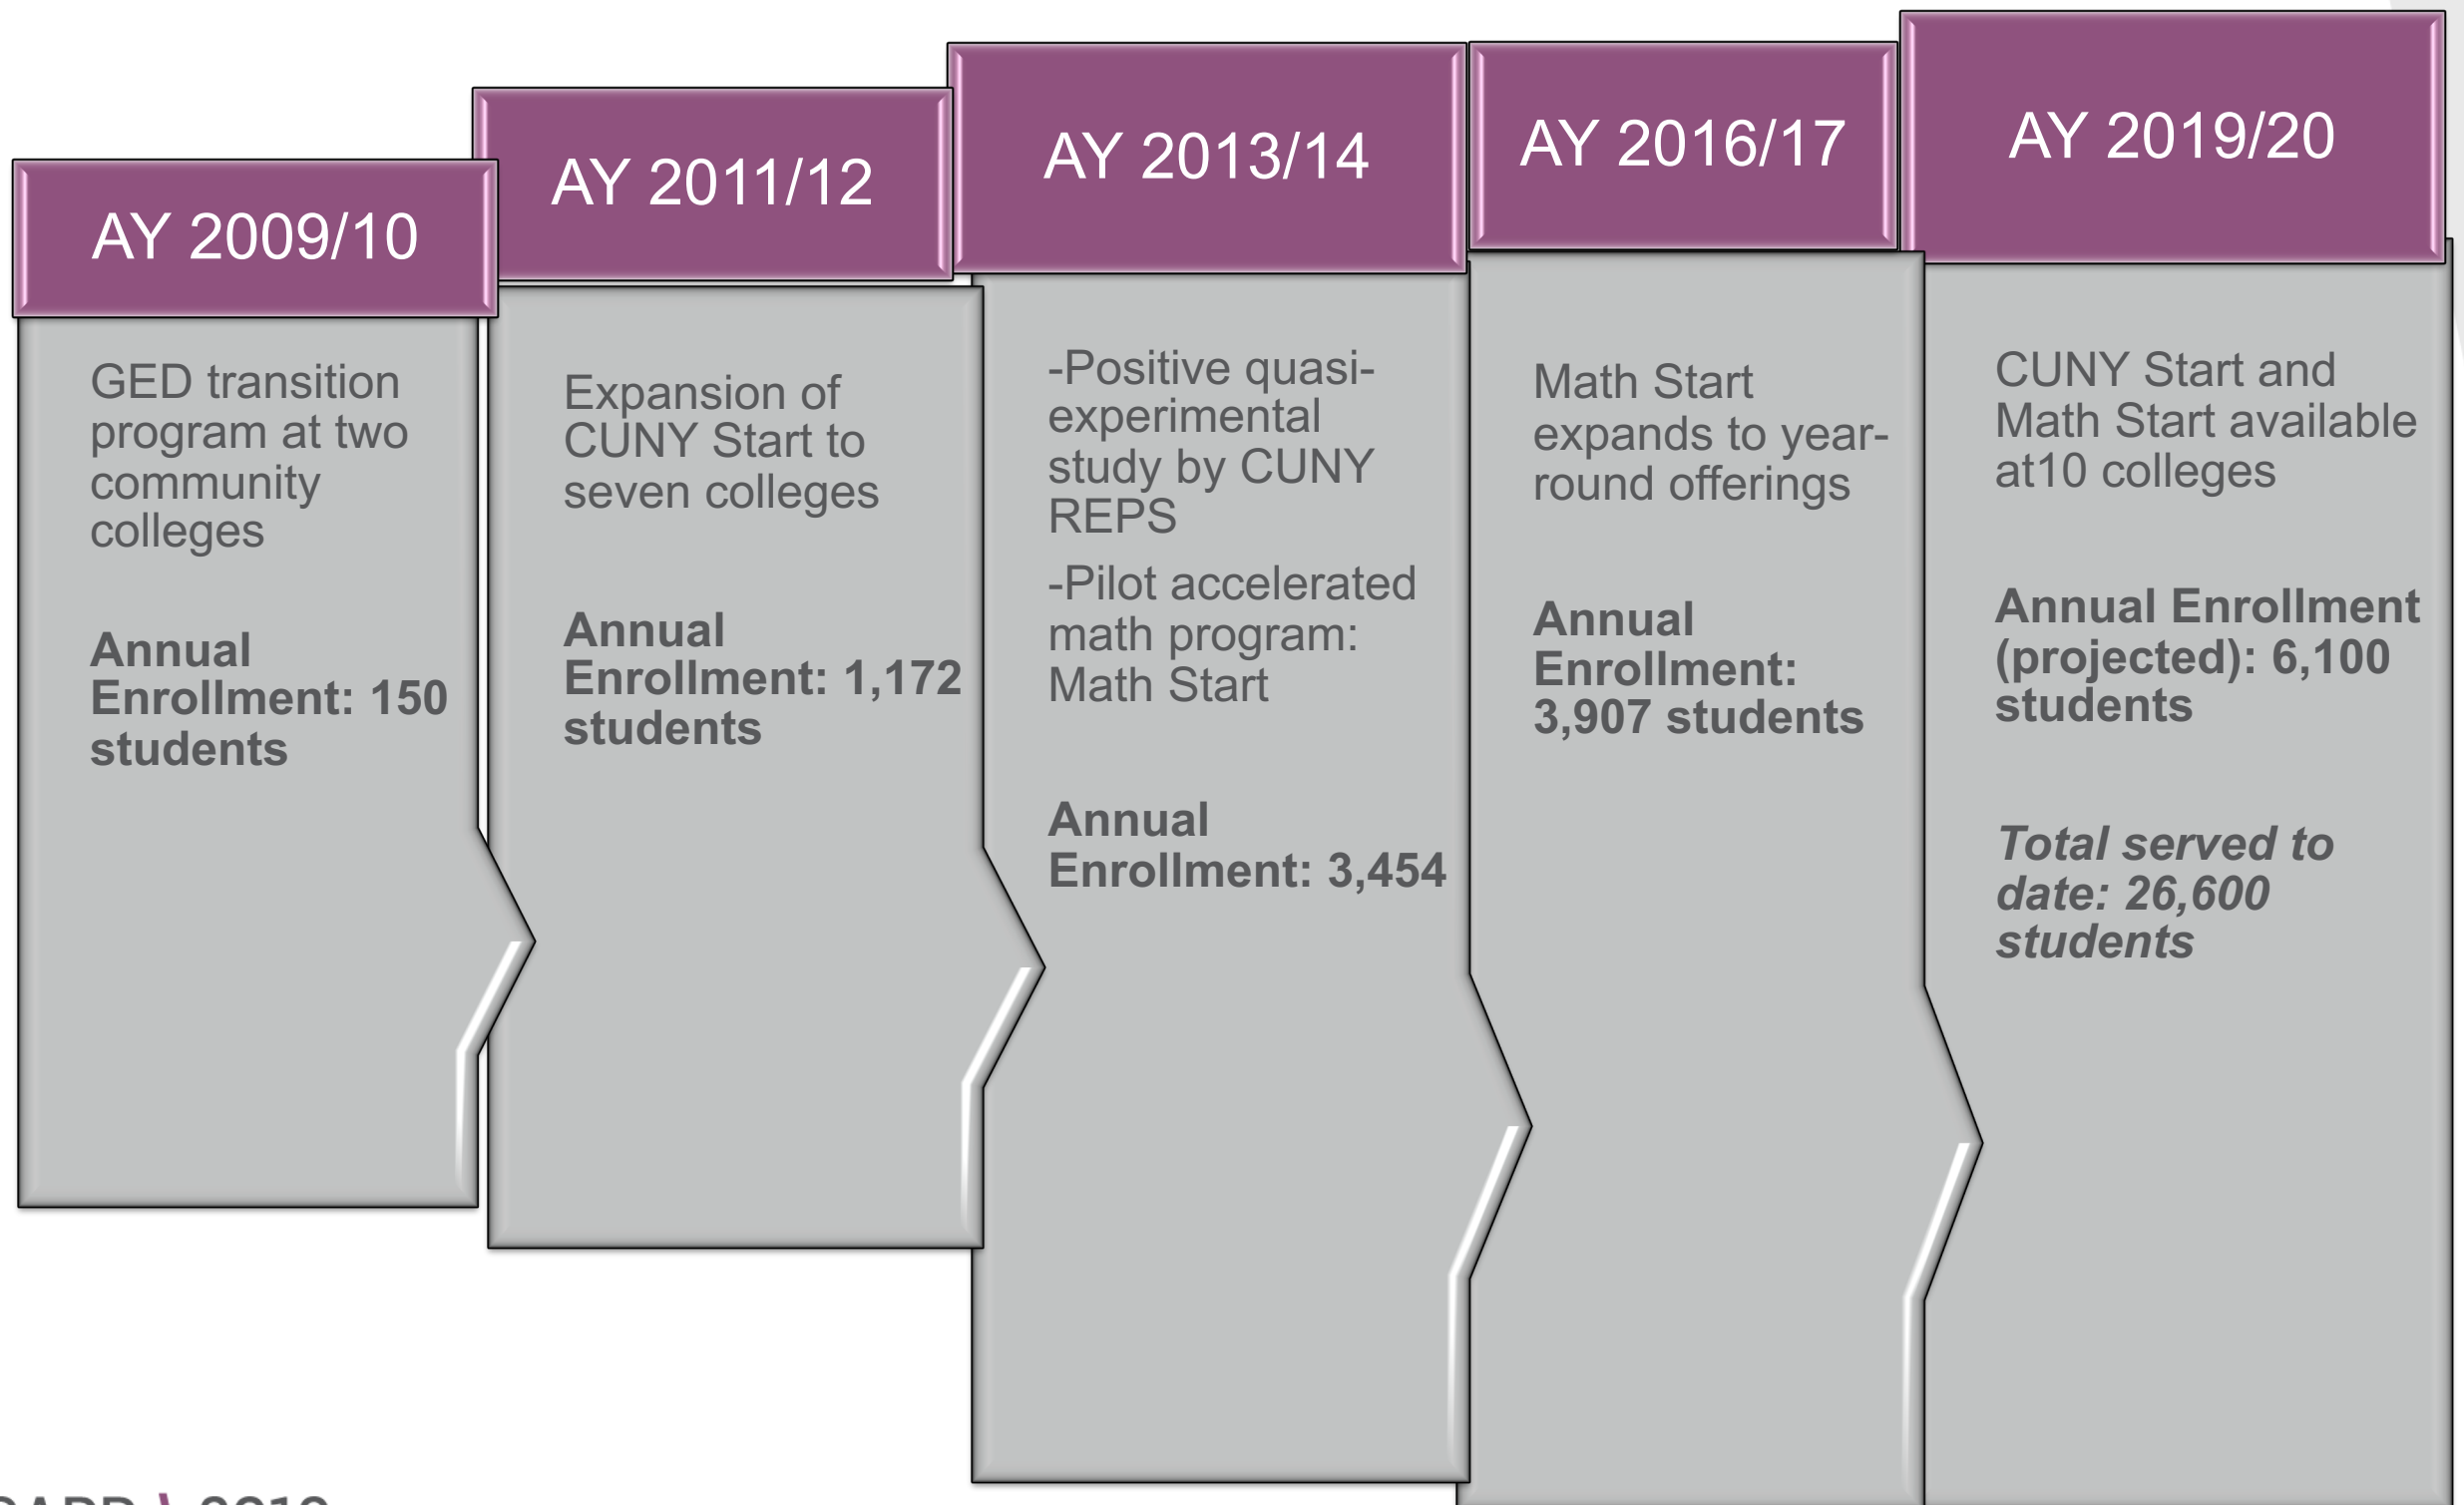 AY 2009/10
GED transition
program at two
community
colleges
Annual
Enrollment: 150
students
AY 2011/12
Expansion of
CUNY Start to
seven colleges
Annual
Enrollment: 1,172
students
AY 2013/14
-Positive quasi-
experimental
study by CUNY
REPS
-Pilot accelerated
math program:
Math Start
Annual
Enrollment: 3,454
AY 2016/17
Math Start
expands to year-
round offerings
Annual
Enrollment:
3,907 students
AY 2019/20
CUNY Start and
Math Start available
at10 colleges
Annual Enrollment
(projected): 6,100
students
Total served to
date: 26,600
students